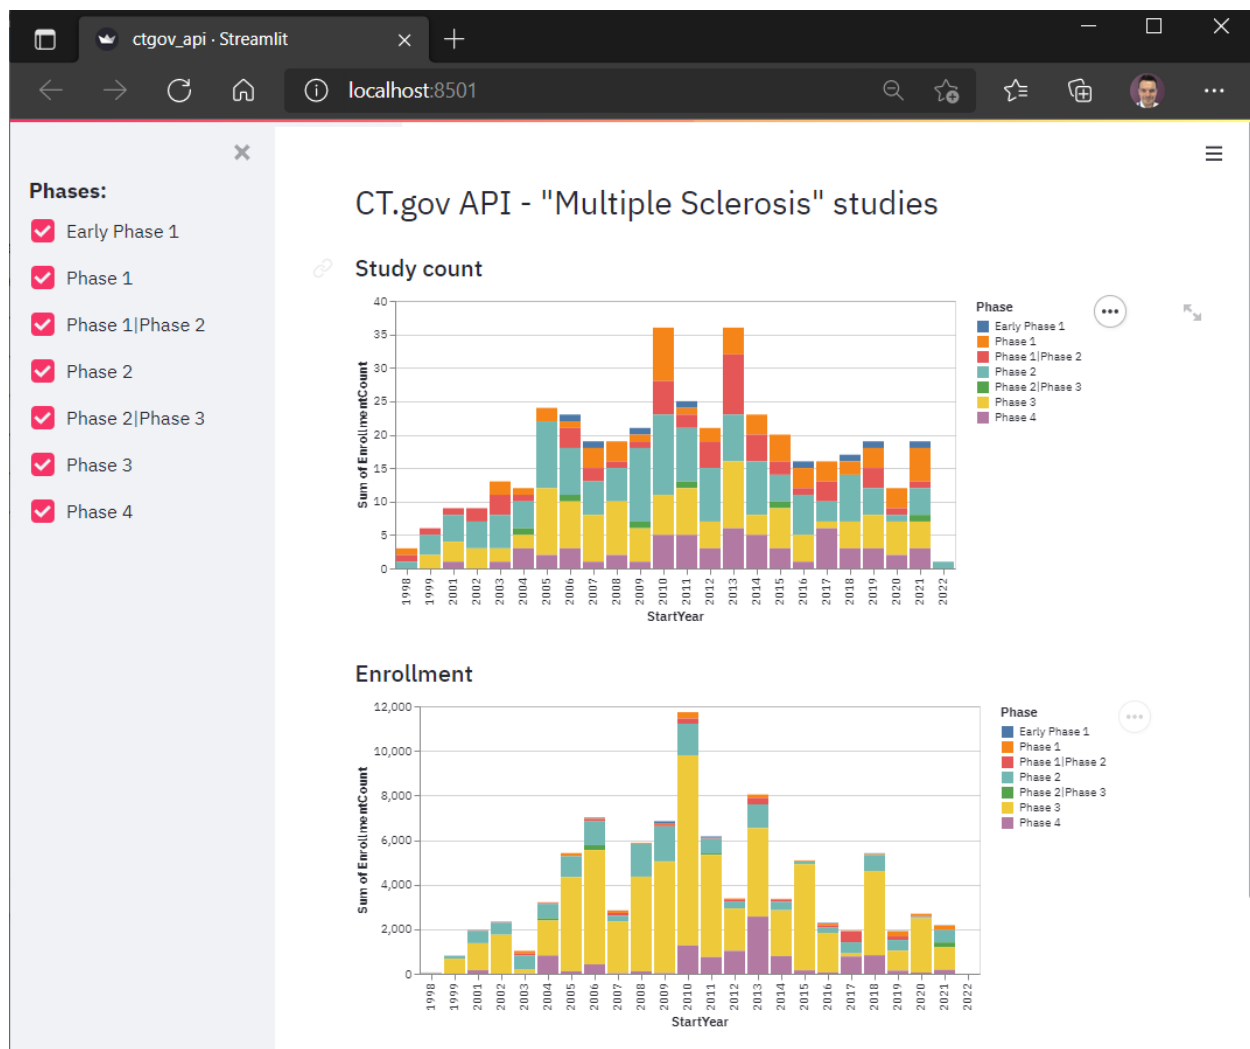 ctgov_api · Streamlit
localhost:8501
Phases:
Early Phase 1
Phase 1
Phase 1|Phase 2
Phase 2
Phase 2|Phase 3
Phase 3
Phase 4
CT.gov API - "Multiple Sclerosis" studies
Study count
Sum of EnrollmentCount
40
35
30
25
20
15
10
5
0
1998
1999
2001
2002
2003
2004
2005
2006
2007
2008
2009
2010
2011
2012
2013
2014
2015
2016
2017
2018
2019
2020
2021
2022
StartYear
Phase
Early Phase 1
Phase 1
Phase 1|Phase 2
Phase 2
Phase 2|Phase 3
Phase 3
Phase 4
Enrollment
Sum of EnrollmentCount
12,000
10,000
8,000
6,000
4,000
2,000
0
1998
1999
2001
2002
2003
2004
2005
2006
2007
2008
2009
2010
2011
2012
2013
2014
2015
2016
2017
2018
2019
2020
2021
2022
StartYear
Phase
Early Phase 1
Phase 1
Phase 1|Phase 2
Phase 2
Phase 2|Phase 3
Phase 3
Phase 4